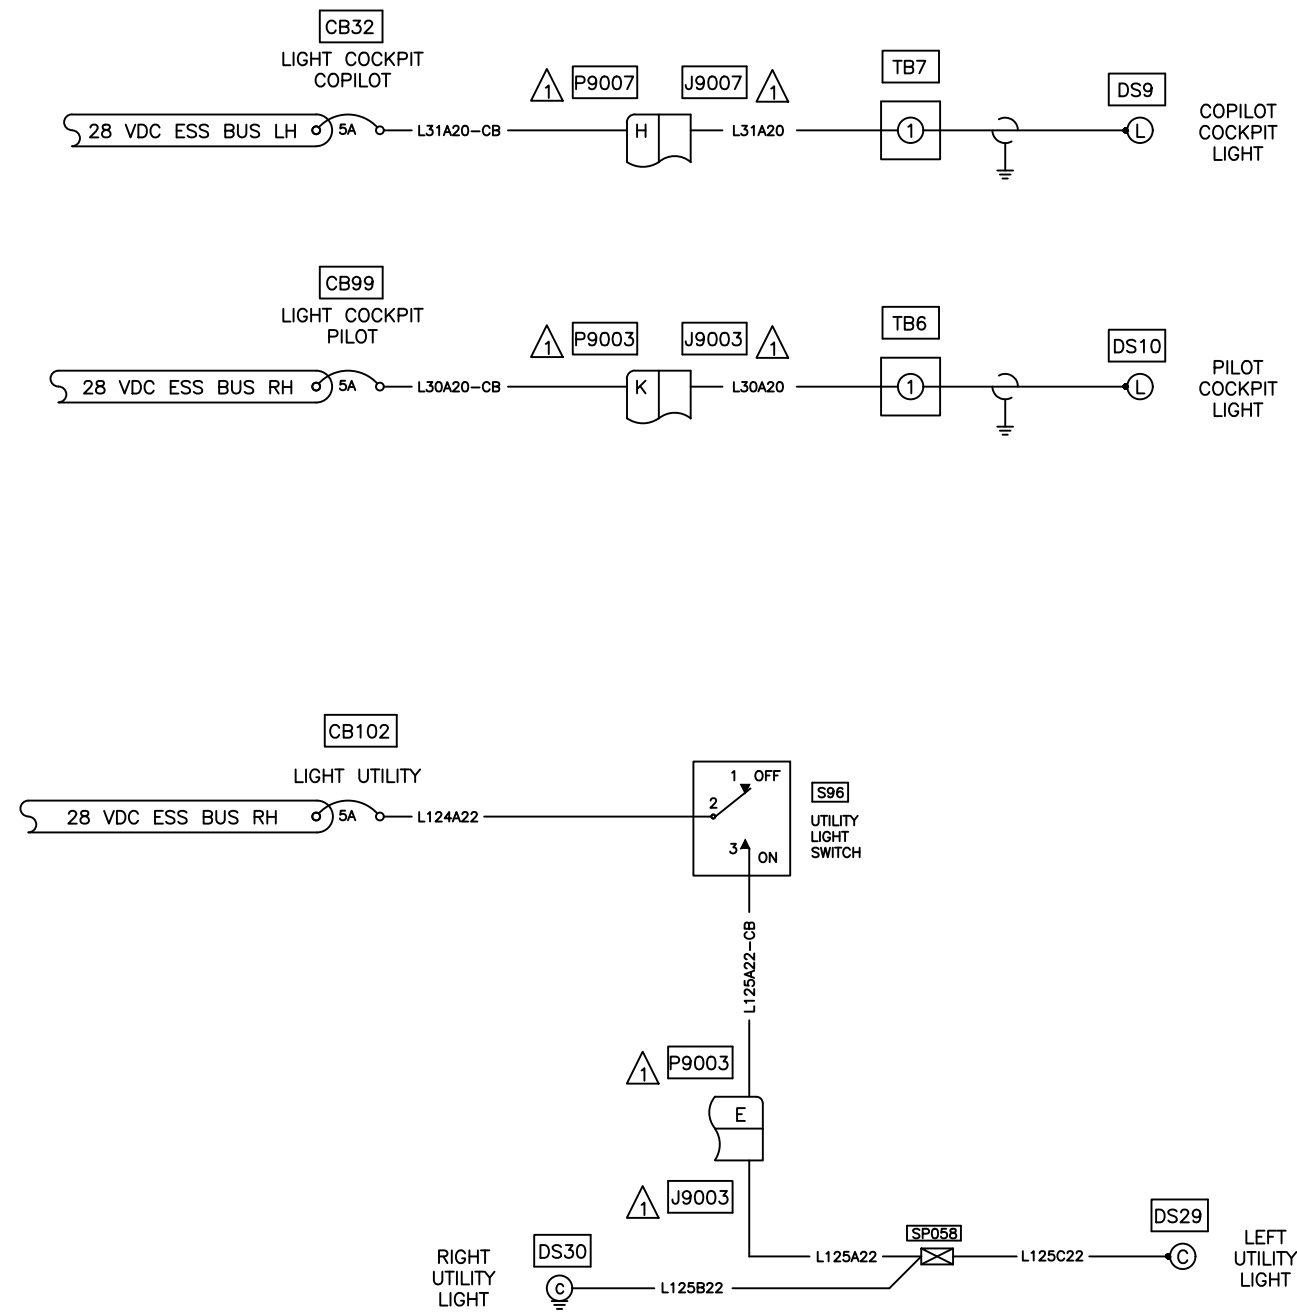 CB32
LIGHT COCKPIT
COPILOT
28 VDC ESS BUS LH
5A
L31A20-CB
1
P9007
J9007
1
H
L31A20
TB7
1
DS9
L
COPILOT
COCKPIT
LIGHT
CB99
LIGHT COCKPIT
PILOT
28 VDC ESS BUS RH
5A
L30A20-CB
1
P9003
J9003
1
K
L30A20
TB6
1
DS10
L
PILOT
COCKPIT
LIGHT
CB102
LIGHT UTILITY
28 VDC ESS BUS RH
5A
L124A22
1 OFF
2
3
ON
S96
UTILITY
LIGHT
SWITCH
L125A22-CB
1
P9003
E
1
J9003
RIGHT
UTILITY
LIGHT
DS30
C
L125B22
L125A22
SP058
L125C22
DS29
C
LEFT
UTILITY
LIGHT